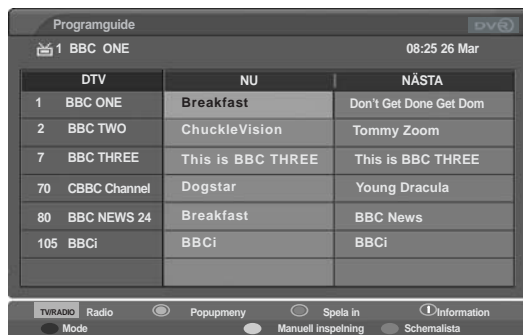 Programguide DVR
1 BBC ONE 08:25 26 Mar
DTV NU NÄSTA
1 BBC ONE Breakfast Don't Get Done Get Dom
2 BBC TWO ChuckleVision Tommy Zoom
7 BBC THREE This is BBC THREE This is BBC THREE
70 CBBC Channel Dogstar Young Dracula
80 BBC NEWS 24 Breakfast BBC News
105 BBCi BBCi BBCi
TV/RADIO Radio Popupmeny Spela in Information
Mode Manuell inspelning Schemalista